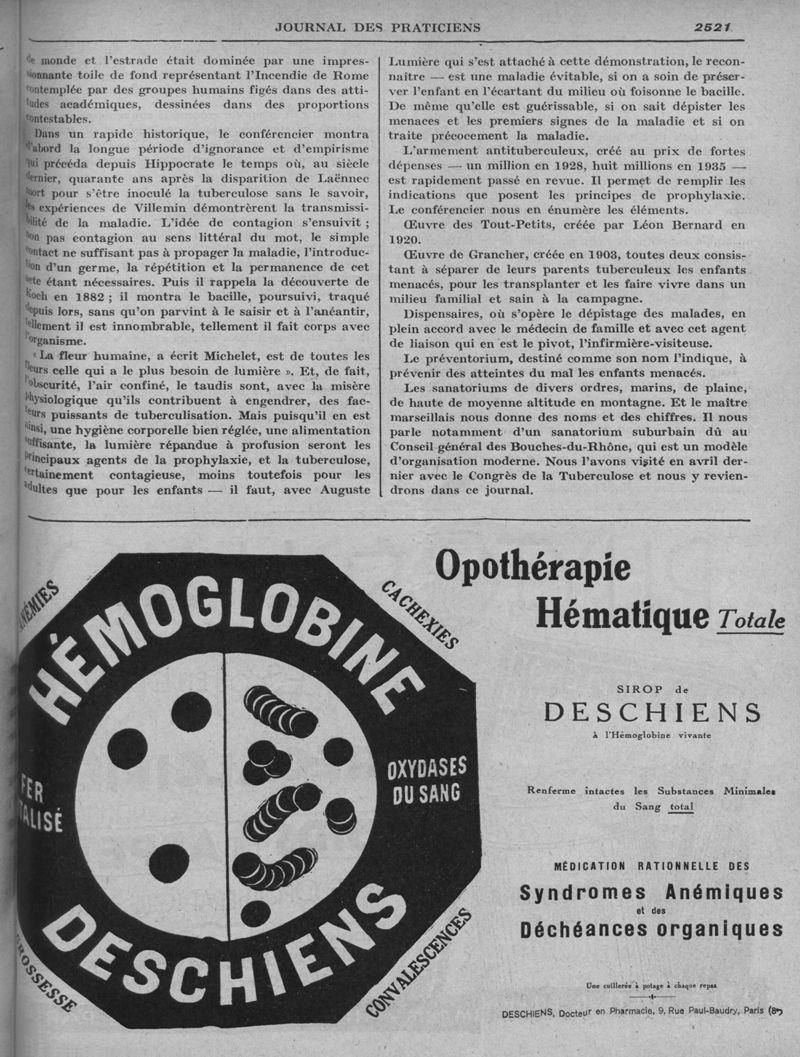 JOURNAL DES PRATICIENS
2521
de monde et l'estrade était dominée par une impres-
sionnante toile de fond représentant l'Incendie de Rome
contemplée par des groupes humains figés dans des atti-
tudes académiques, dessinées dans des proportions
contestables.
Dans un rapide historique, le conférencier montra
d'abord la longue période d'ignorance et d'empirisme
qui précéda depuis Hippocrate le temps où, au siècle
dernier, quarante ans après la disparition de Laënnec
mort pour s'être inoculé la tuberculose sans le savoir,
les expériences de Villemin démontrèrent la transmissi-
bilité de la maladie. L'idée de contagion s'ensuivit ;
non pas contagion au sens littéral du mot, le simple
contact ne suffisant pas à propager la maladie, l'introduc-
tion d'un germe, la répétition et la permanence de cet
acte étant nécessaires. Puis il rappela la découverte de
Koch en 1882 ; il montra le bacille, poursuivi, traqué
depuis lors, sans qu'on parvint à le saisir et à l'anéantir,
tellement il est innombrable, tellement il fait corps avec
l'organisme.
« La fleur humaine, a écrit Michelet, est de toutes les
fleurs celle qui a le plus besoin de lumière ». Et, de fait,
l'obscurité, l'air confiné, le taudis sont, avec la misère
physiologique qu'ils contribuent à engendrer, des fac-
teurs puissants de tuberculisation. Mais puisqu'il en est
ainsi, une hygiène corporelle bien réglée, une alimentation
suffisante, la lumière répandue à profusion seront les
principaux agents de la prophylaxie, et la tuberculose,
certainement contagieuse, moins toutefois pour les
adultes que pour les enfants — il faut, avec Auguste
Lumière qui s'est attaché à cette démonstration, le recon-
naitre — est une maladie évitable, si on a soin de préser-
ver l'enfant en l'écartant du milieu où foisonne le bacille.
De même qu'elle est guérissable, si on sait dépister les
menaces et les premiers signes de la maladie et si on
traite précocement la maladie.
L'armement antituberculeux, créé au prix de fortes
dépenses — un million en 1928, huit millions en 1935 —
est rapidement passé en revue. Il permet de remplir les
indications que posent les principes de prophylaxie.
Le conférencier nous en énumère les éléments.
Œuvre des Tout-Petits, créée par Léon Bernard en
1920.
Œuvre de Grancher, créée en 1903, toutes deux consis-
tant à séparer de leurs parents tuberculeux les enfants
menacés, pour les transplanter et les faire vivre dans un
milieu familial et sain à la campagne.
Dispensaires, où s'opère le dépistage des malades, en
plein accord avec le médecin de famille et avec cet agent
de liaison qui en est le pivot, l'infirmière-visiteuse.
Le préventorium, destiné comme son nom l'indique, à
prévenir des atteintes du mal les enfants menacés.
Les sanatoriums de divers ordres, marins, de plaine,
de haute de moyenne altitude en montagne. Et le maître
marseillais nous donne des noms et des chiffres. Il nous
parle notamment d'un sanatorium suburbain dû au
Conseil général des Bouches-du-Rhône, qui est un modèle
d'organisation moderne. Nous l'avons visité en avril der-
nier avec le Congrès de la Tuberculose et nous y revien-
drons dans ce journal.
ANÉMIES
CACHEXIES
HÉMOGLOBINE
FER
TALISÉ
OXYDASES
DU SANG
DESCHIENS
ROSSESSE
CONVALESCENCES
Opothérapie
Hématique Totale
SIROP de
DESCHIENS
à l'Hémoglobine vivante
Renferme intactes les Substances Minimales
du Sang total
MÉDICATION RATIONNELLE DES
Syndromes Anémiques
et des
Déchéances organiques
Une cuillerée à potage à chaque repas
DESCHIENS, Docteur en Pharmacie, 9, Rue Paul-Baudry, Paris (8e)